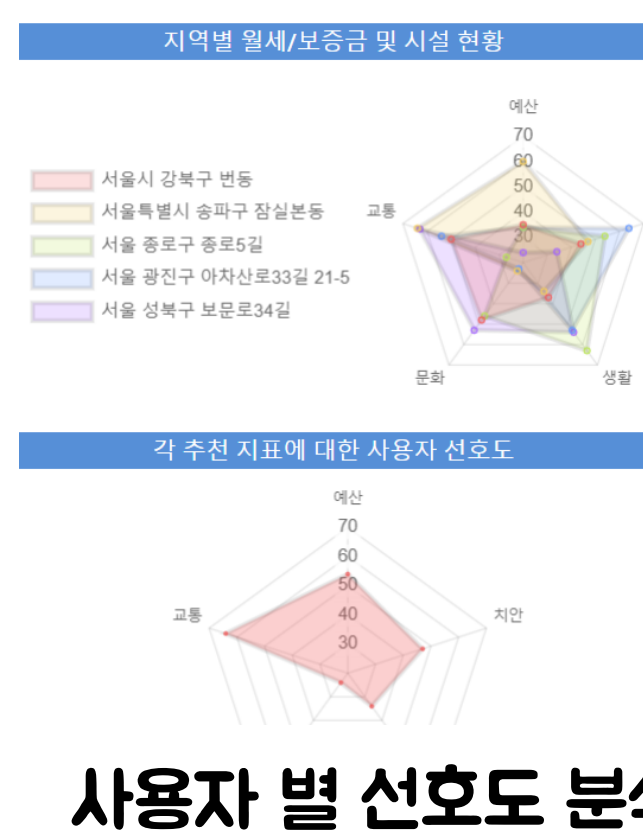 지역별 월세/보증금 및 시설 현황
예산
70
60
50
40
30
교통
서울시 강북구 번동
서울특별시 송파구 잠실본동
서울 종로구 종로5길
서울 광진구 아차산로33길 21-5
서울 성북구 보문로34길
문화
생활
각 추천 지표에 대한 사용자 선호도
예산
70
60
50
40
30
교통
치안
사용자 별 선호도